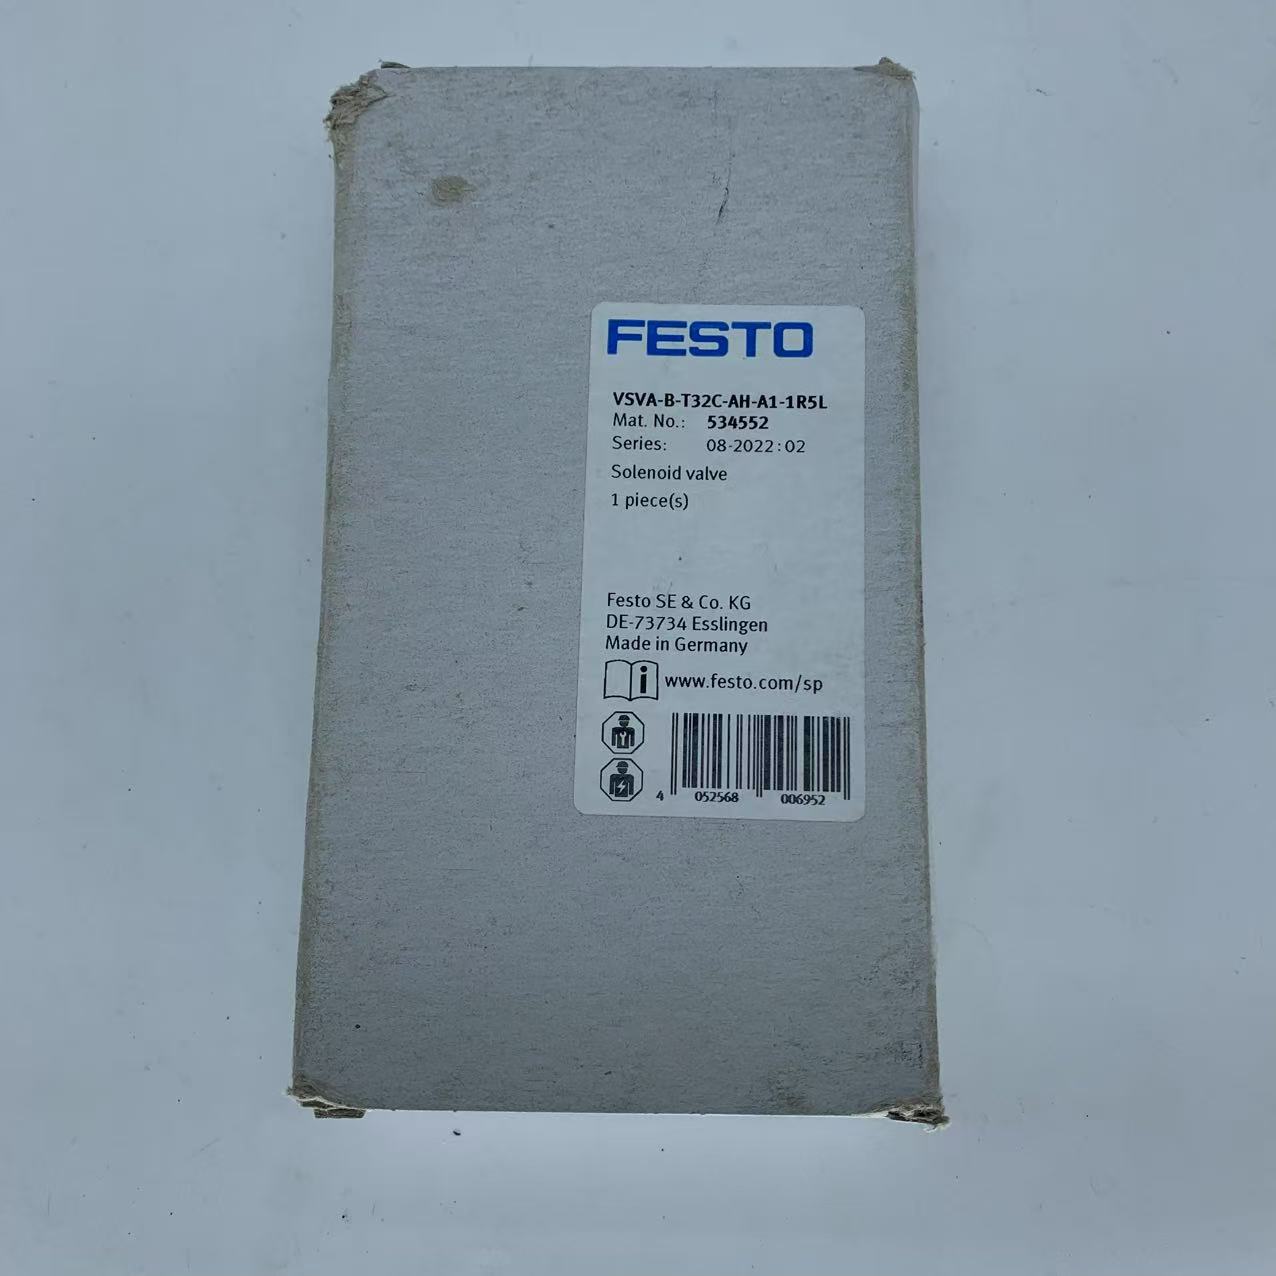 FESTO
VSVA-B-T32C-AH-A1-1R5L
Mat. No.: 534552
Series: 08-2022:02
Solenoid valve
1 piece(s)
Festo SE & Co. KG
DE-73734 Esslingen
Made in Germany
i www.festo.com/sp
4 052568 006952